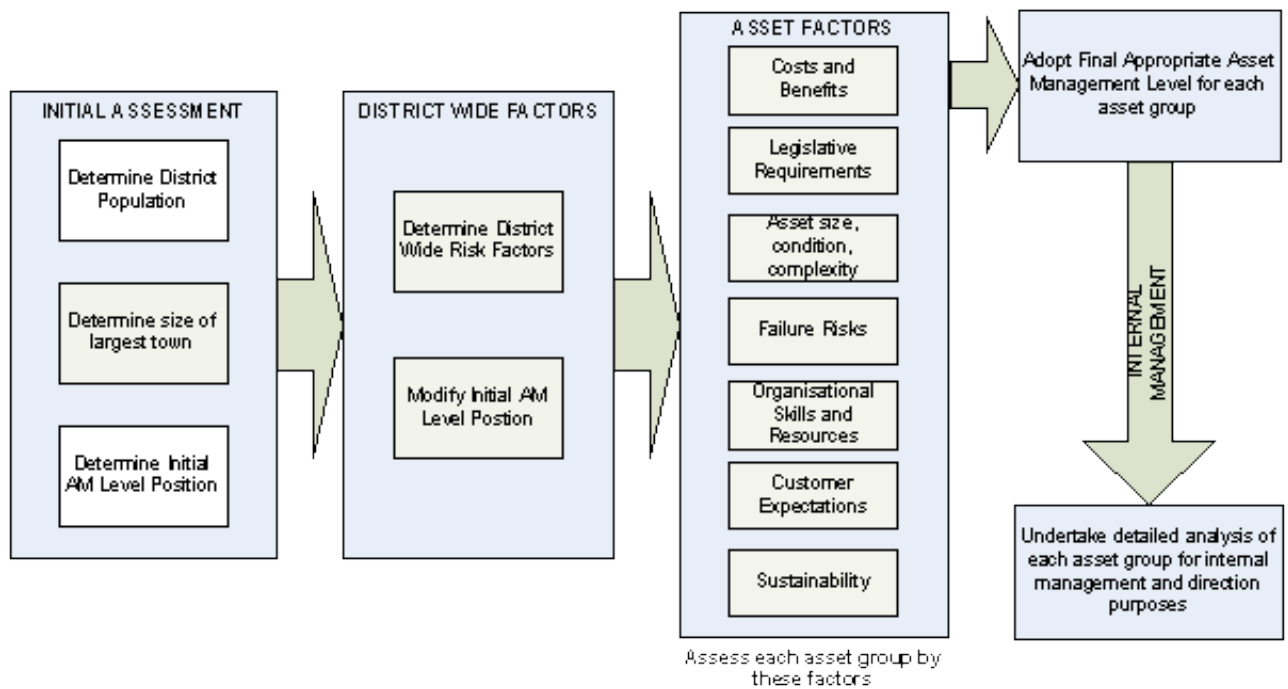 INITIAL ASSESSMENT
Determine District
Population
Determine size of
largest town
Determine Initial
AM Level Position
DISTRICT WIDE FACTORS
Determine District
Wide Risk Factors
Modify Initial AM
Level Postion
ASSET FACTORS
Costs and
Benefits
Legislative
Requirements
Asset size,
condition,
complexity
Failure Risks
Organisational
Skills and
Resources
Customer
Expectations
Sustainability
Assess each asset group by
these factors
Adopt Final Appropriate Asset
Management Level for each
asset group
INTERNAL
MANAGEMENT
Undertake detailed analysis of
each asset group for internal
management and direction
purposes